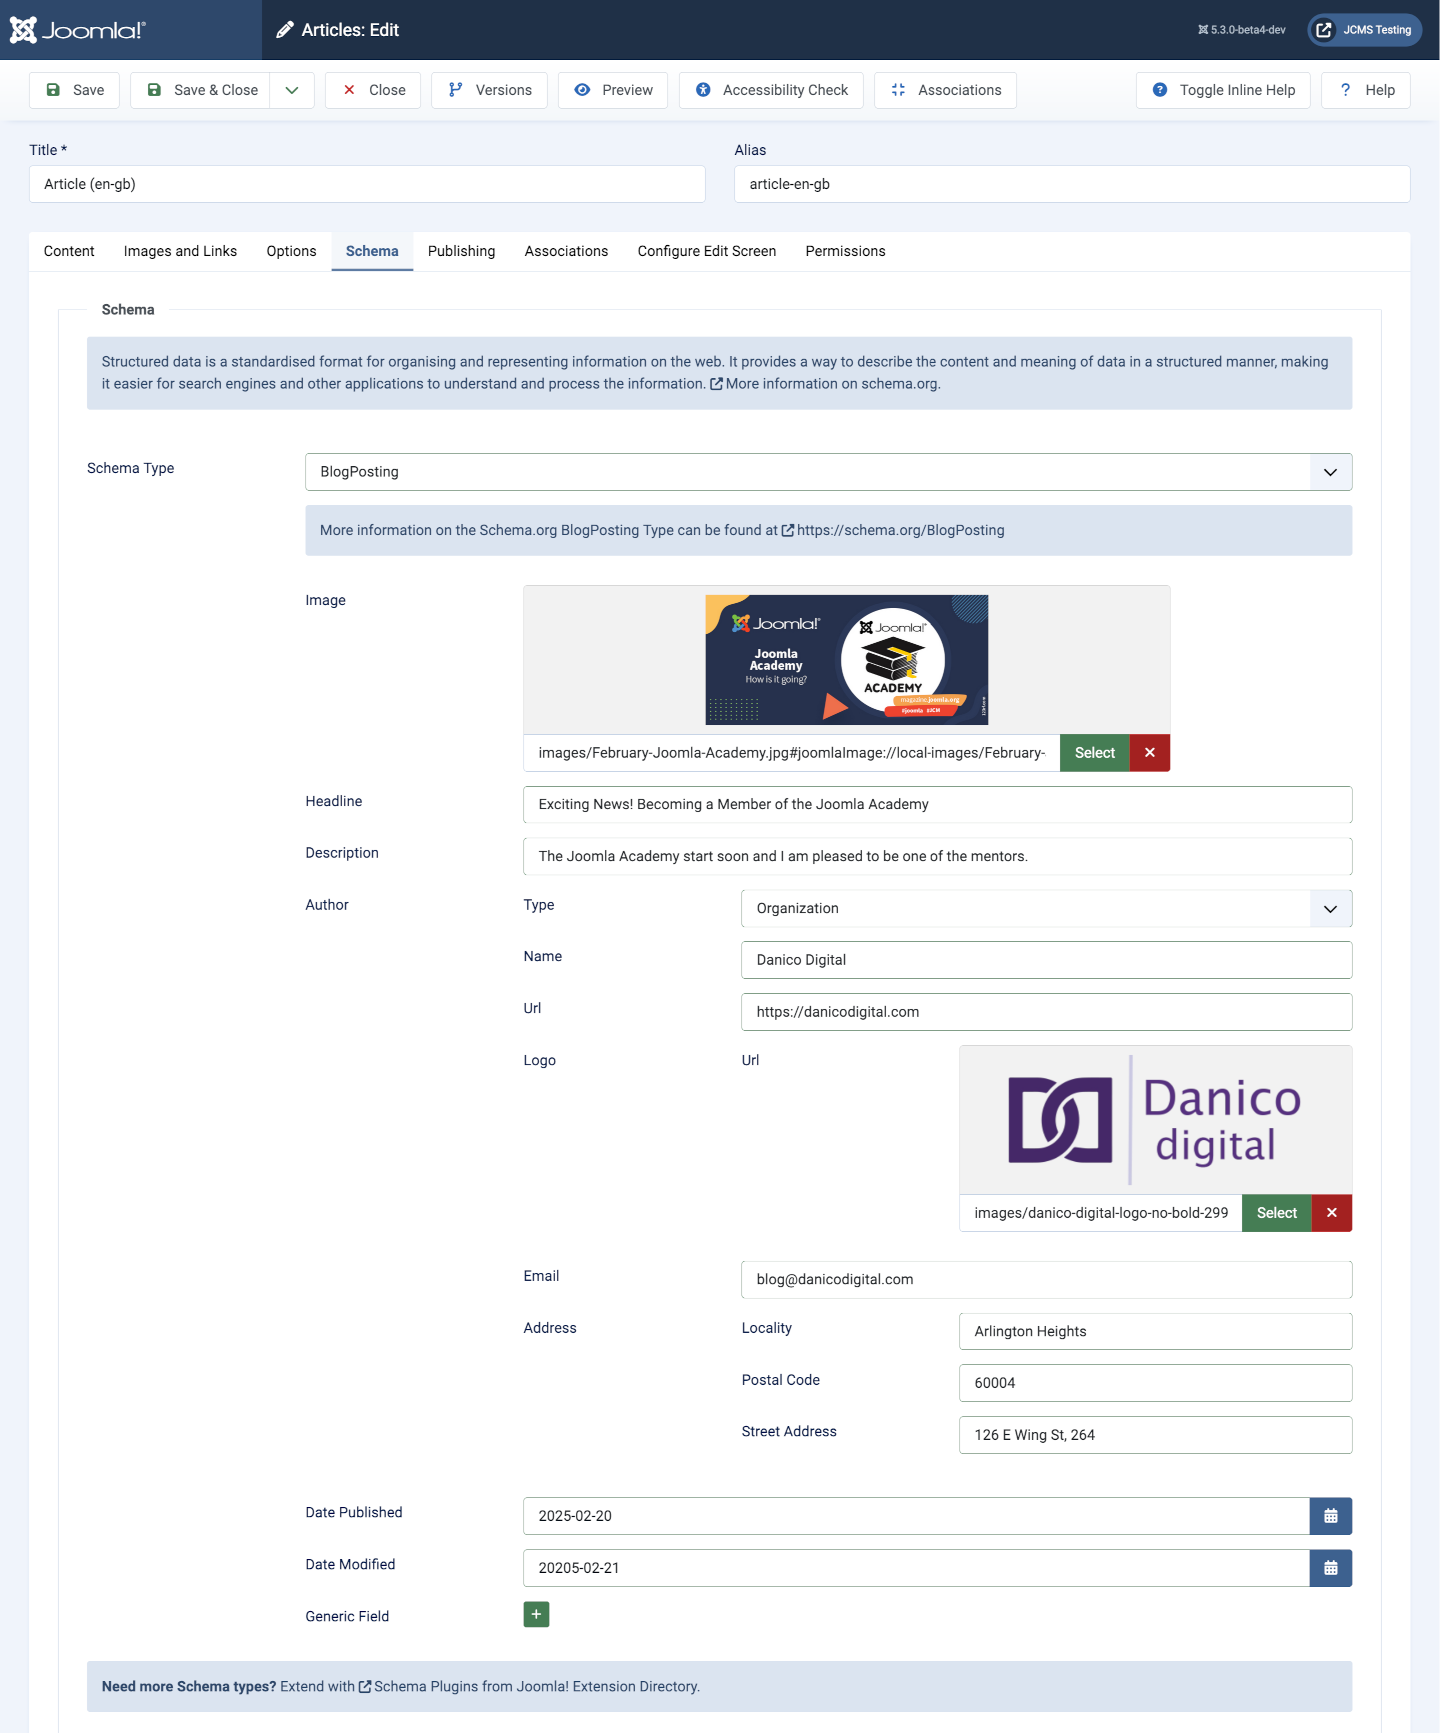 Joomla!®
Articles: Edit
5.3.0-beta4-dev
JCMS Testing
Save
Save & Close
Close
Versions
Preview
Accessibility Check
Associations
Toggle Inline Help
Help
Title *
Alias
Article (en-gb)
article-en-gb
Content
Images and Links
Options
Schema
Publishing
Associations
Configure Edit Screen
Permissions
Schema
Structured data is a standardised format for organising and representing information on the web. It provides a way to describe the content and meaning of data in a structured manner, making
it easier for search engines and other applications to understand and process the information. More information on schema.org.
Schema Type
BlogPosting
More information on the Schema.org BlogPosting Type can be found at https://schema.org/BlogPosting
Image
Joomla!®
Joomla
Academy
How is it going?
Joomla!®
ACADEMY
magazine.joomla.org
#joomla #JCM
images/February-Joomla-Academy.jpg#joomlaImage://local-images/February-
Select
Headline
Exciting News! Becoming a Member of the Joomla Academy
Description
The Joomla Academy start soon and I am pleased to be one of the mentors.
Author
Type
Organization
Name
Danico Digital
Url
https://danicodigital.com
Logo
Url
Danico
digital
images/danico-digital-logo-no-bold-299
Select
Email
blog@danicodigital.com
Address
Locality
Arlington Heights
Postal Code
60004
Street Address
126 E Wing St, 264
Date Published
2025-02-20
Date Modified
20205-02-21
Generic Field
Need more Schema types? Extend with Schema Plugins from Joomla! Extension Directory.